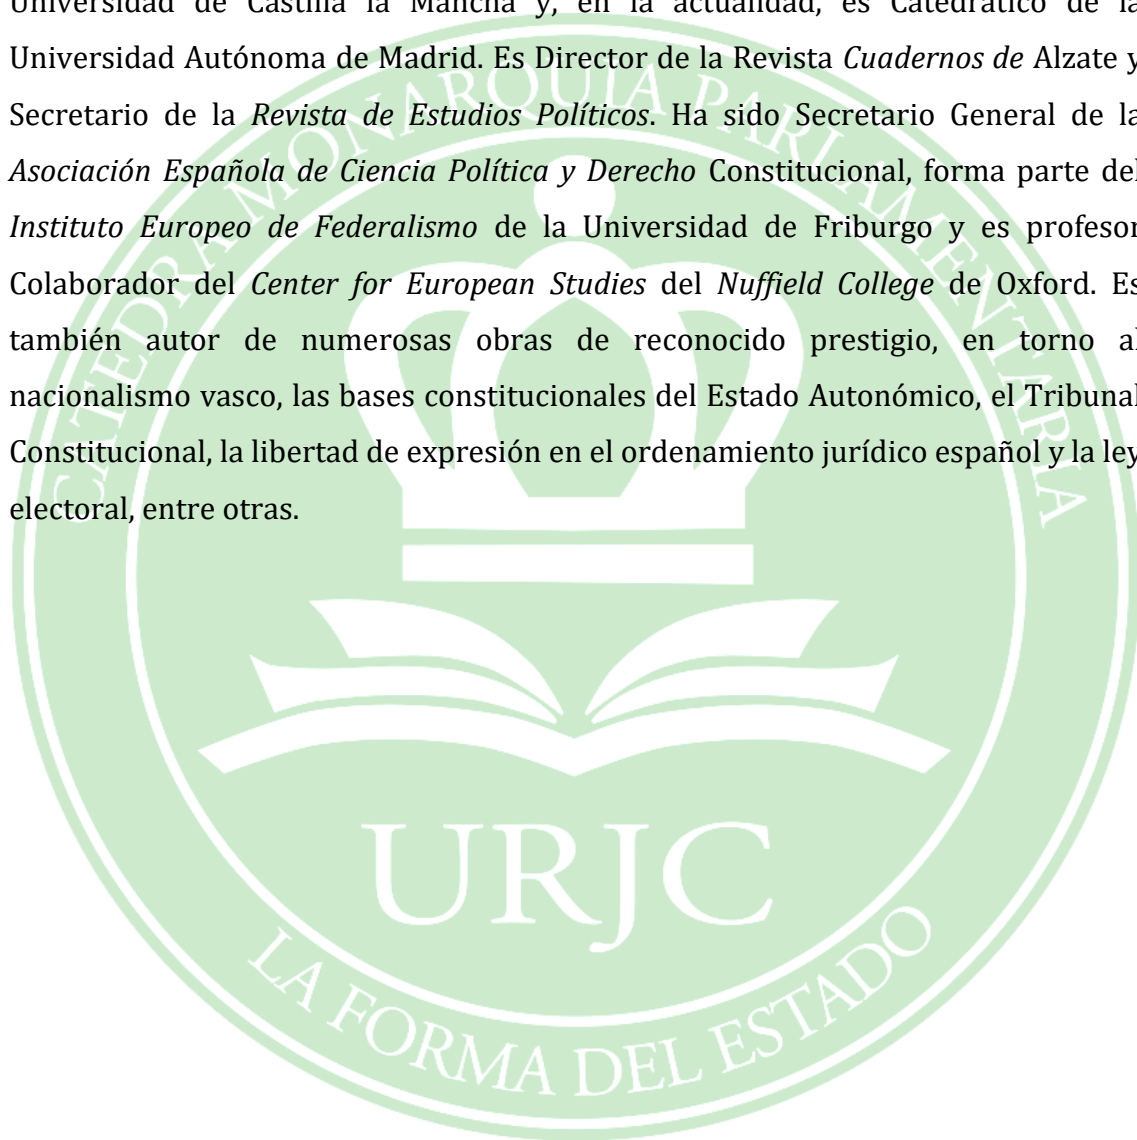 Universidad de Castilla la Mancha y, en la actualidad, es Catedrático de la
Universidad Autónoma de Madrid. Es Director de la Revista Cuadernos de Alzate y
Secretario de la Revista de Estudios Políticos. Ha sido Secretario General de la
Asociación Española de Ciencia Política y Derecho Constitucional, forma parte del
Instituto Europeo de Federalismo de la Universidad de Friburgo y es profesor
Colaborador del Center for European Studies del Nuffield College de Oxford. Es
también autor de numerosas obras de reconocido prestigio, en torno al
nacionalismo vasco, las bases constitucionales del Estado Autonómico, el Tribunal
Constitucional, la libertad de expresión en el ordenamiento jurídico español y la ley
electoral, entre otras.
CATEDRA MONARQUIA PARLAMENTARIA
URJC
LA FORMA DEL ESTADO